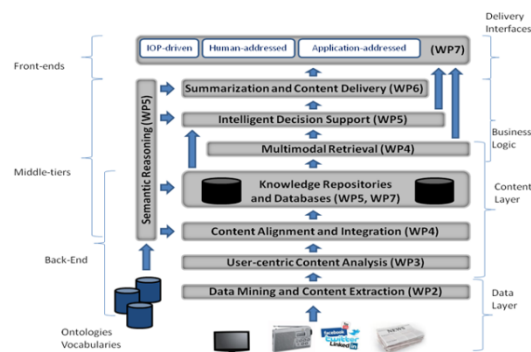 Delivery
Interfaces
IOP-driven
Human-addressed
Application-addressed
(WP7)
Front-ends
Summarization and Content Delivery (WP6)
Intelligent Decision Support (WP5)
Business
Logic
Multimodal Retrieval (WP4)
Semantic Reasoning (WP5)
Middle-tiers
Knowledge Repositories
and Databases (WP5, WP7)
Content
Layer
Content Alignment and Integration (WP4)
Back-End
User-centric Content Analysis (WP3)
Data Mining and Content Extraction (WP2)
Data
Layer
Ontologies
Vocabularies
facebook
twitter
Linked in
NEWS